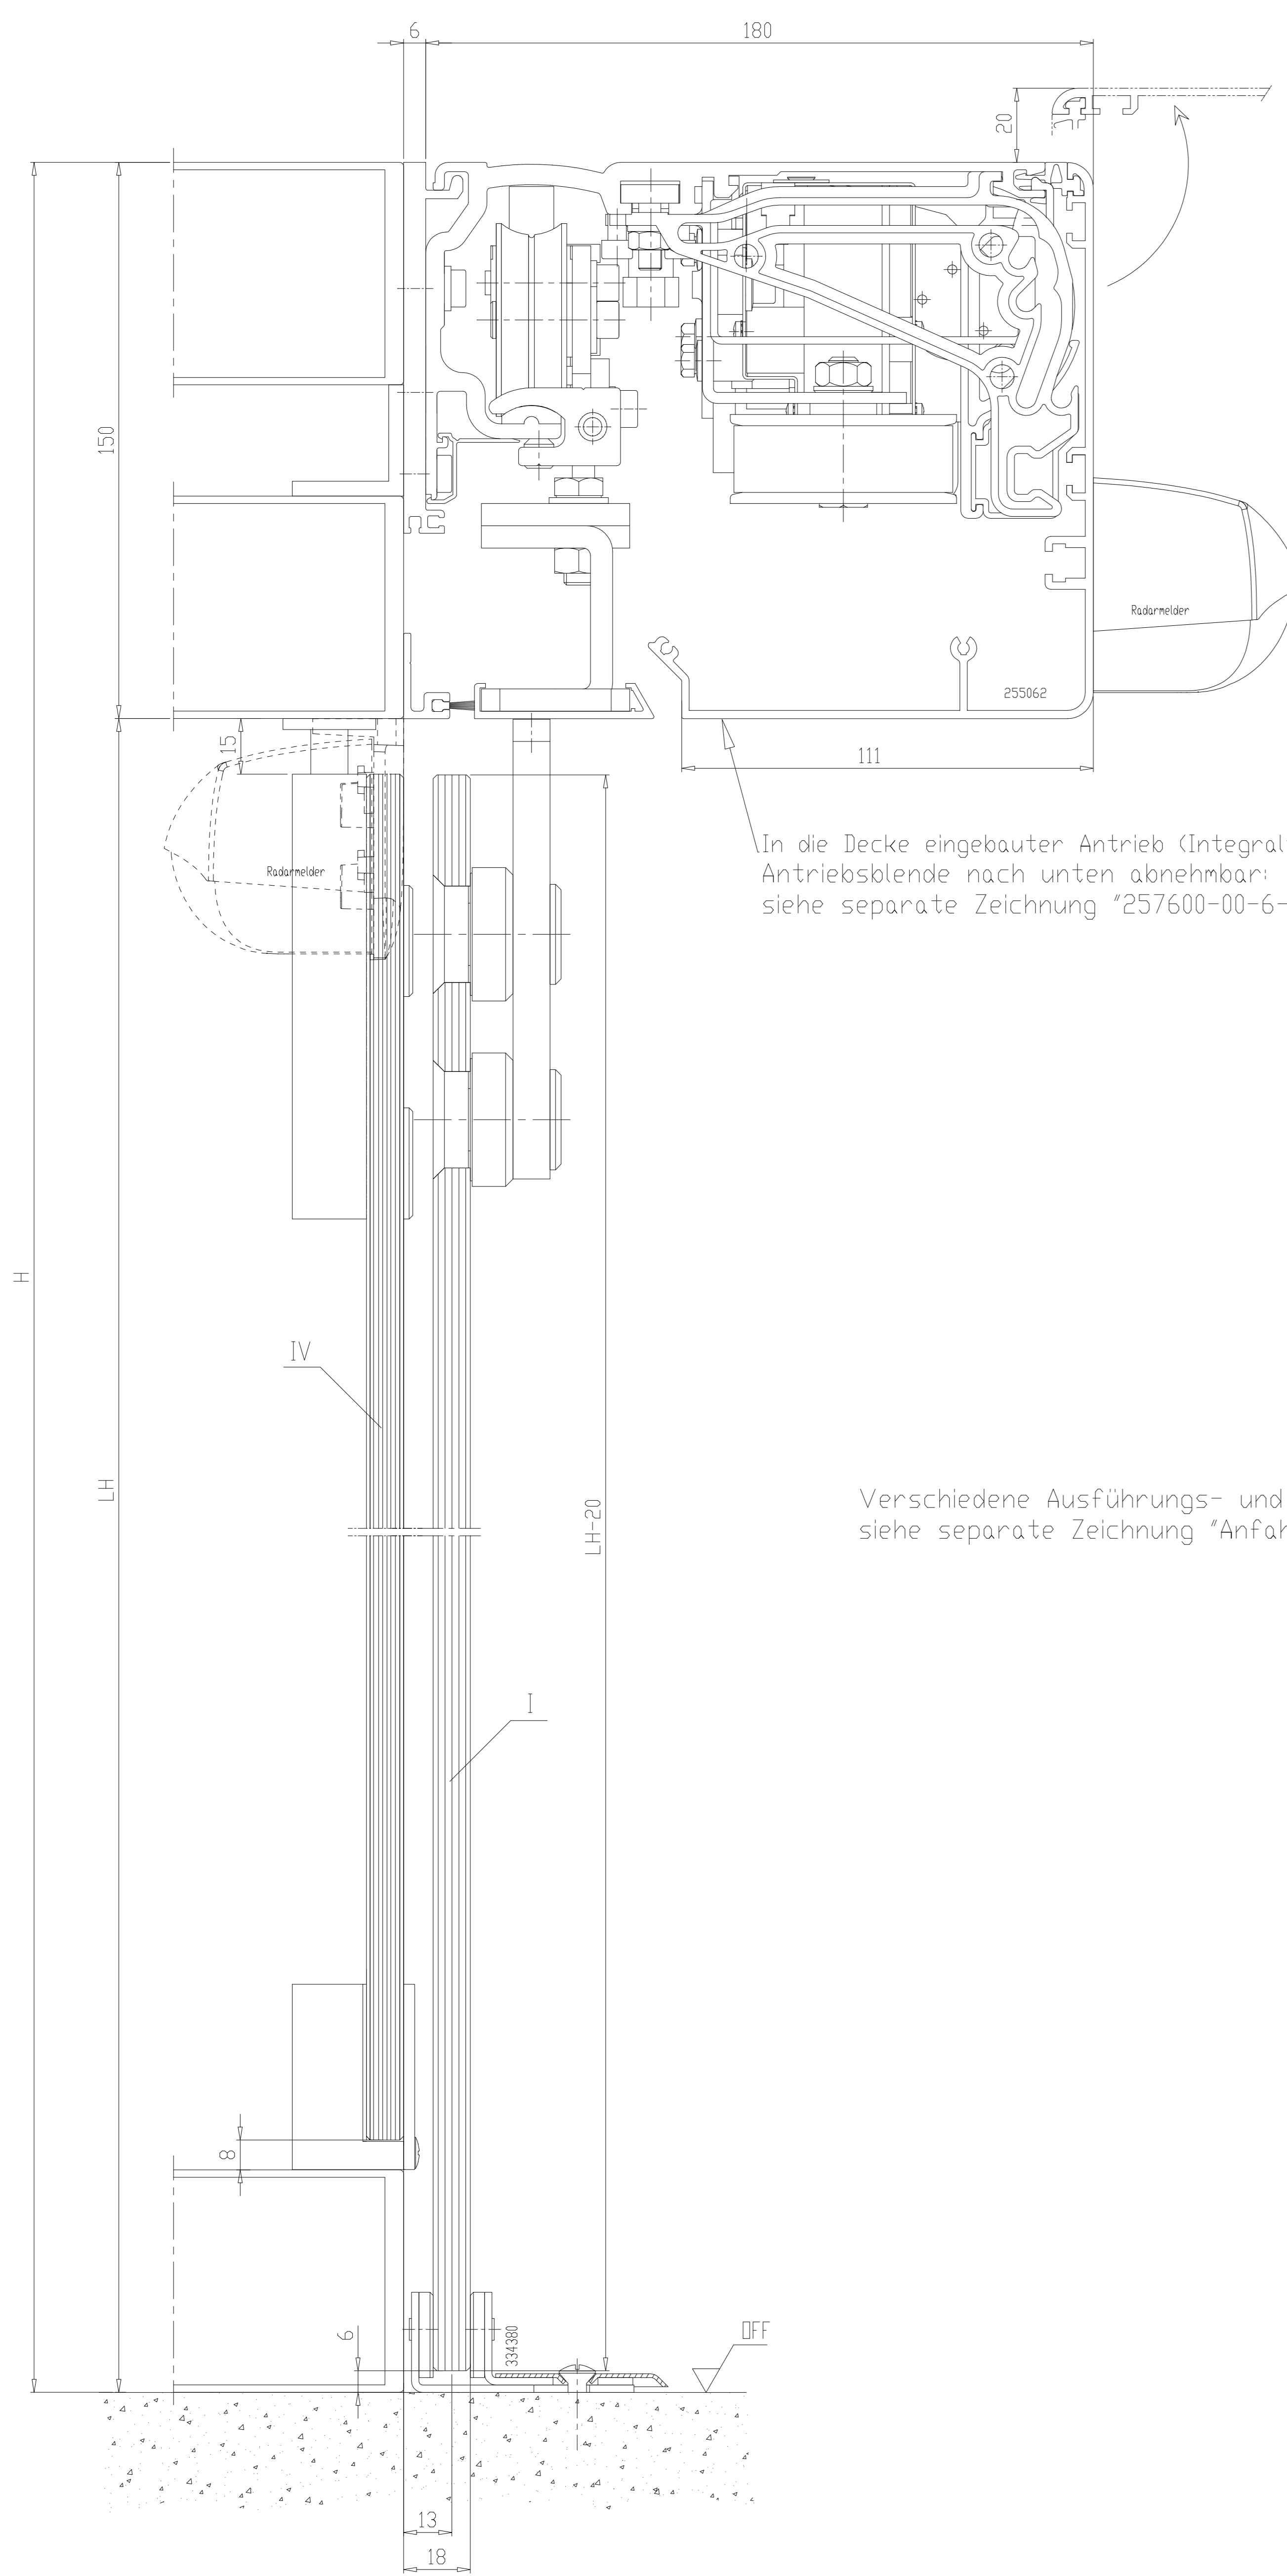 6
180
20
150
Radarmelder
255062
15
111
Radarmelder
In die Decke eingebauter Antrieb (Integral
Antriebsblende nach unten abnehmbar:
siehe separate Zeichnung "257600-00-6-
H
IV
LH
LH-20
Verschiedene Ausführungs- und
siehe separate Zeichnung "Anfah
I
8
6
334380
OFF
13
18